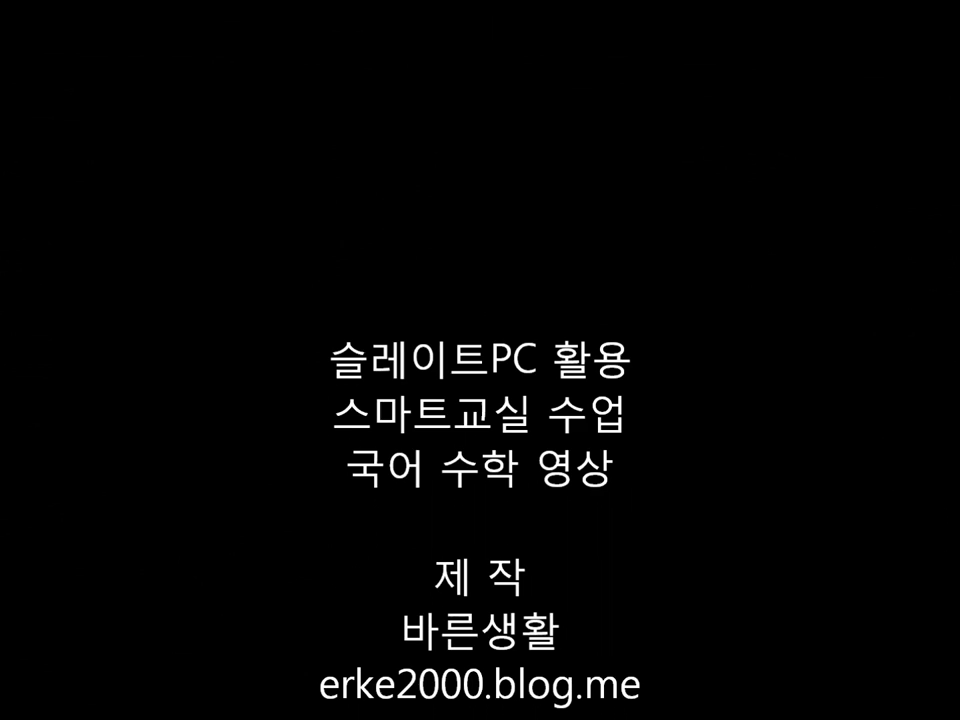 슬레이트PC 활용
스마트교실 수업
국어 수학 영상
제 작
바른생활
erke2000.blog.me